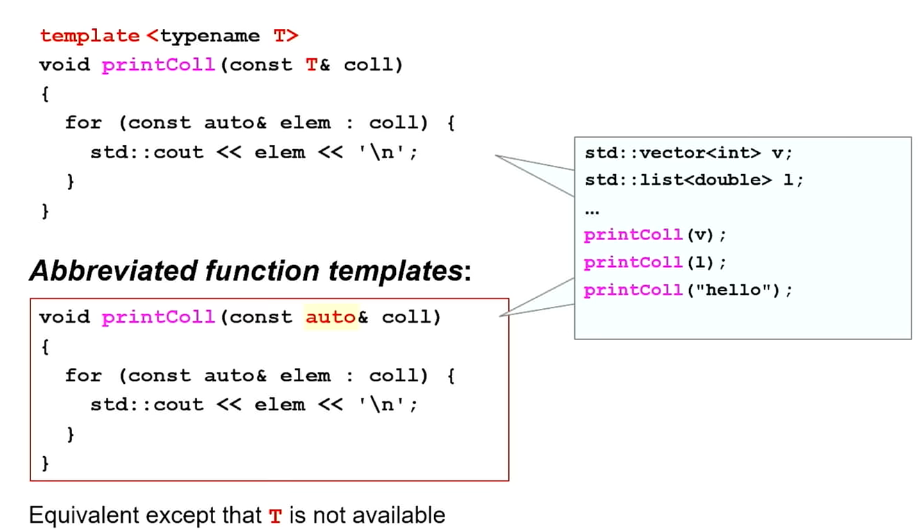 template <typename T>
void printColl(const T& coll)
{
for (const auto& elem : coll) {
std::cout << elem << '\n';
}
}
std::vector<int> v;
std::list<double> l;
…
printColl(v);
printColl(l);
printColl("hello");
Abbreviated function templates:
void printColl(const auto& coll)
{
for (const auto& elem : coll) {
std::cout << elem << '\n';
}
}
Equivalent except that T is not available